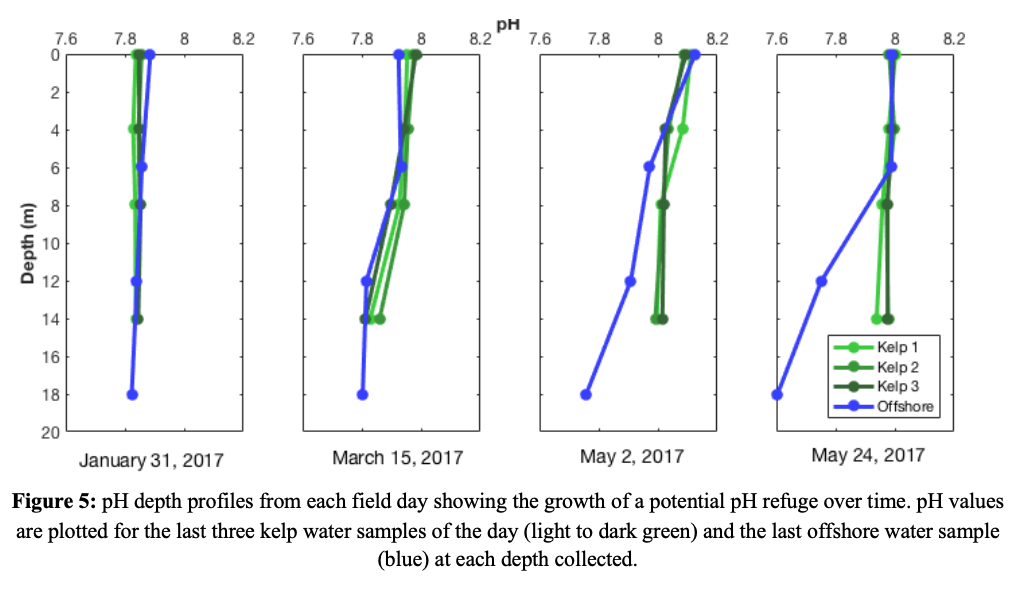 pH
7.6 7.8 8 8.2 7.6 7.8 8 8.2 7.6 7.8 8 8.2 7.6 7.8 8 8.2
0
2
4
6
8
10
12
14
16
18
20
Depth (m)
Kelp 1
Kelp 2
Kelp 3
Offshore
January 31, 2017 March 15, 2017 May 2, 2017 May 24, 2017
Figure 5: pH depth profiles from each field day showing the growth of a potential pH refuge over time. pH values
are plotted for the last three kelp water samples of the day (light to dark green) and the last offshore water sample
(blue) at each depth collected.